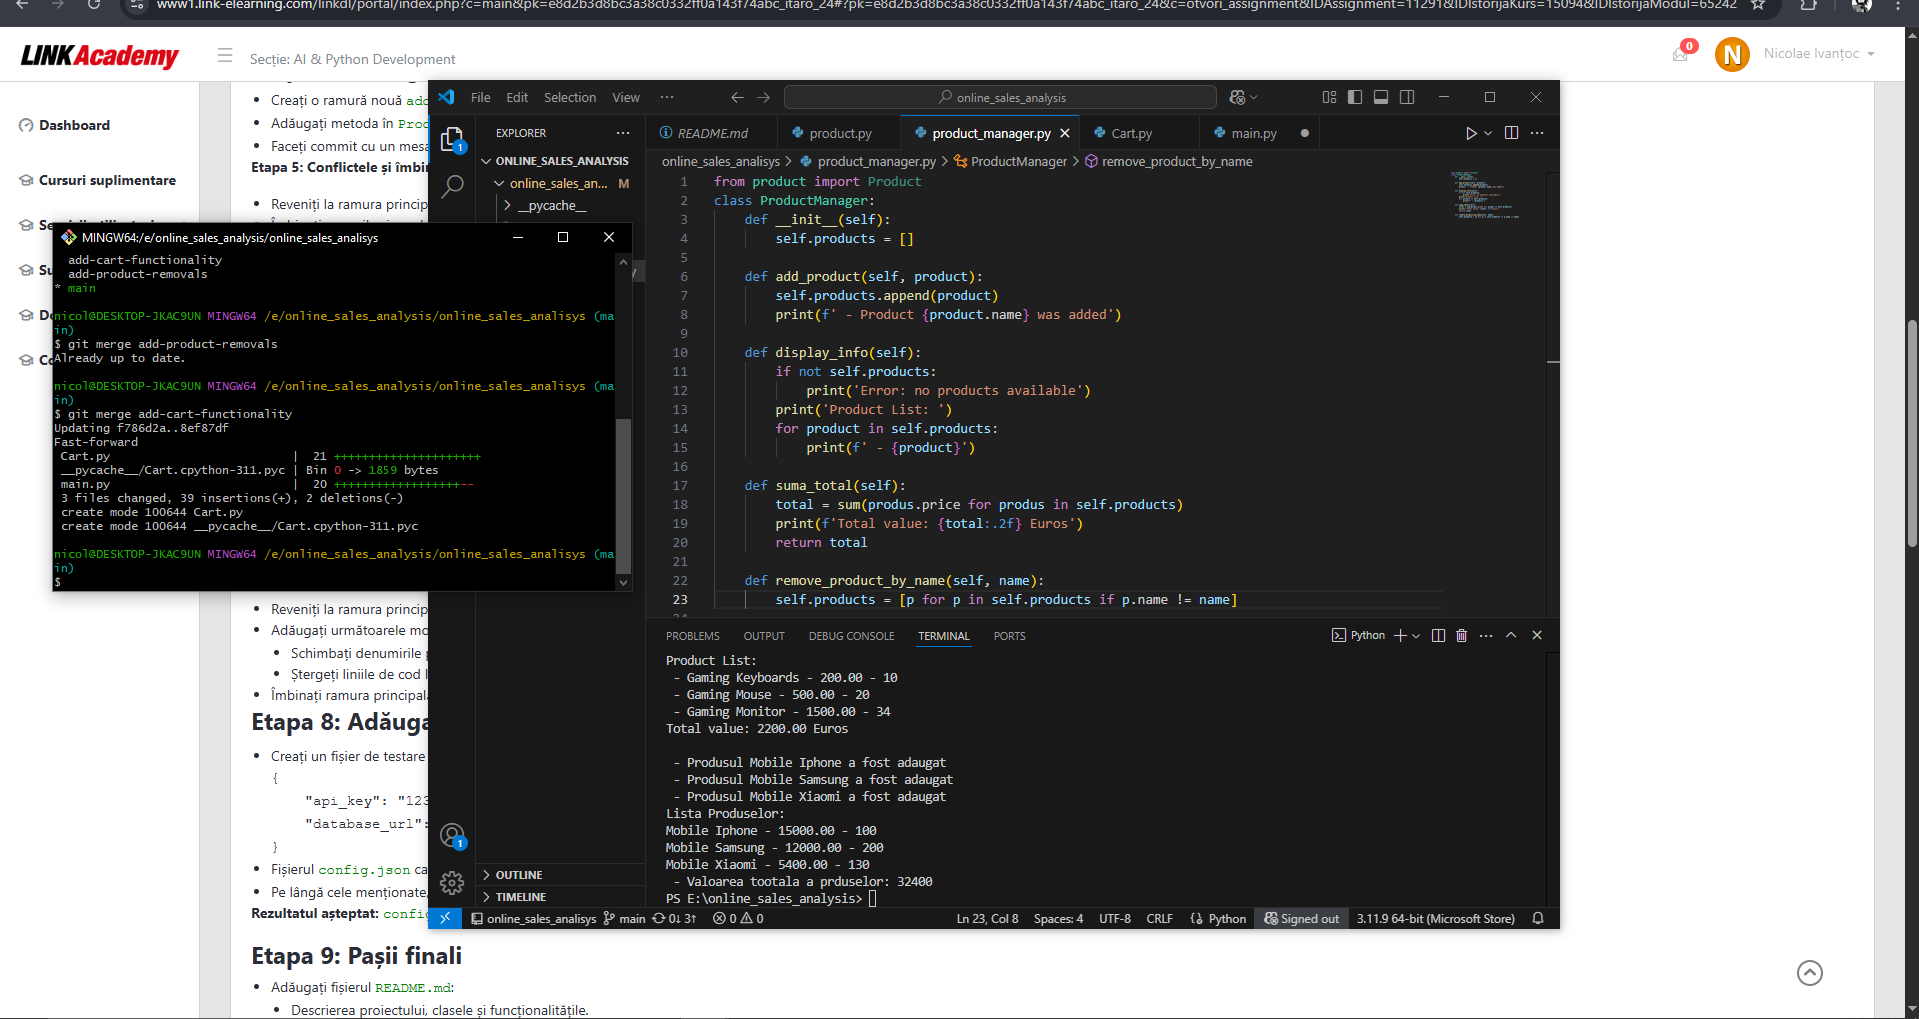 www1.link-elearning.com/linkdl/portal/index.php?c=main&pk=e8d2b3d8bc3a38c0332ff0a143f74abc_itaro_24#?pk=e8d2b3d8bc3a38c0332ff0a143f74abc_itaro_24&c=otvori_assignment&IDAssignment=11291&IDIstorijaKurs=15094&IDIstorijaModul=65242
LINKAcademy
Secție: AI & Python Development
0
N
Nicolae Ivanțoc
Dashboard
Cursuri suplimentare
Creați o ramură nouă add
Adăugați metoda în Proc
Faceți commit cu un mesa
Etapa 5: Conflictele și îmbir
Reveniți la ramura princip
File Edit Selection View ···
online_sales_analysis
EXPLORER
ONLINE_SALES_ANALYSIS
online_sales_an... M
__pycache__
1
README.md product.py product_manager.py Cart.py main.py
online_sales_analisys > product_manager.py > ProductManager > remove_product_by_name
1 from product import Product
2 class ProductManager:
3 def __init__(self):
4 self.products = []
5
6 def add_product(self, product):
7 self.products.append(product)
8 print(f' - Product {product.name} was added')
9
10 def display_info(self):
11 if not self.products:
12 print('Error: no products available')
13 print('Product List: ')
14 for product in self.products:
15 print(f' - {product}')
16
17 def suma_total(self):
18 total = sum(produs.price for produs in self.products)
19 print(f'Total value: {total:.2f} Euros')
20 return total
21
22 def remove_product_by_name(self, name):
23 self.products = [p for p in self.products if p.name != name]
MINGW64:/e/online_sales_analysis/online_sales_analisys
add-cart-functionality
add-product-removals
* main
nicol@DESKTOP-JKAC9UN MINGW64 /e/online_sales_analysis/online_sales_analisys (ma
in)
$ git merge add-product-removals
Already up to date.
nicol@DESKTOP-JKAC9UN MINGW64 /e/online_sales_analysis/online_sales_analisys (ma
in)
$ git merge add-cart-functionality
Updating f786d2a..8ef87df
Fast-forward
Cart.py | 21 +++++++++++++++++++++
__pycache__/Cart.cpython-311.pyc | Bin 0 -> 1859 bytes
main.py | 20 ++++++++++++++++++--
3 files changed, 39 insertions(+), 2 deletions(-)
create mode 100644 Cart.py
create mode 100644 __pycache__/Cart.cpython-311.pyc
nicol@DESKTOP-JKAC9UN MINGW64 /e/online_sales_analysis/online_sales_analisys (ma
in)
$
PROBLEMS OUTPUT DEBUG CONSOLE TERMINAL PORTS
Python
Product List:
- Gaming Keyboards - 200.00 - 10
- Gaming Mouse - 500.00 - 20
- Gaming Monitor - 1500.00 - 34
Total value: 2200.00 Euros
- Produsul Mobile Iphone a fost adaugat
- Produsul Mobile Samsung a fost adaugat
- Produsul Mobile Xiaomi a fost adaugat
Lista Produselor:
Mobile Iphone - 15000.00 - 100
Mobile Samsung - 12000.00 - 200
Mobile Xiaomi - 5400.00 - 130
- Valoarea tootala a prduselor: 32400
PS E:\online_sales_analysis>
1
OUTLINE
TIMELINE
online_sales_analisys main 0↓ 3↑ 0 0 Ln 23, Col 8 Spaces: 4 UTF-8 CRLF Python Signed out 3.11.9 64-bit (Microsoft Store)
Reveniți la ramura princip
Adăugați următoarele mo
Schimbați denumirile
Ștergeți liniile de cod
Îmbinați ramura principală
Etapa 8: Adăuga
Creați un fișier de testare
{
"api_key": "123
"database_url":
}
Fișierul config.json ca
Pe lângă cele menționate,
Rezultatul așteptat: config
Etapa 9: Pașii finali
Adăugați fișierul README.md:
Descrierea proiectului, clasele și funcționalitățile.